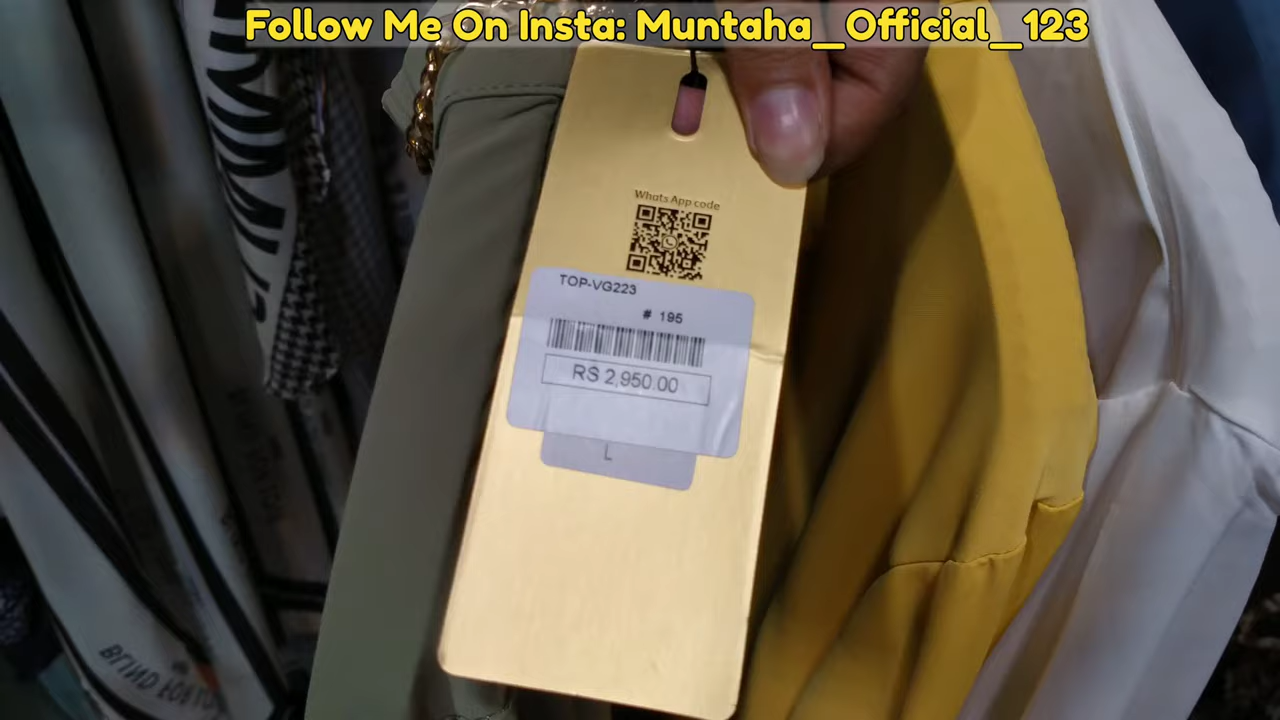 Follow Me On Insta: Muntaha_Official_123
Whats App code
TOP-VG223
# 195
RS 2,950.00
L